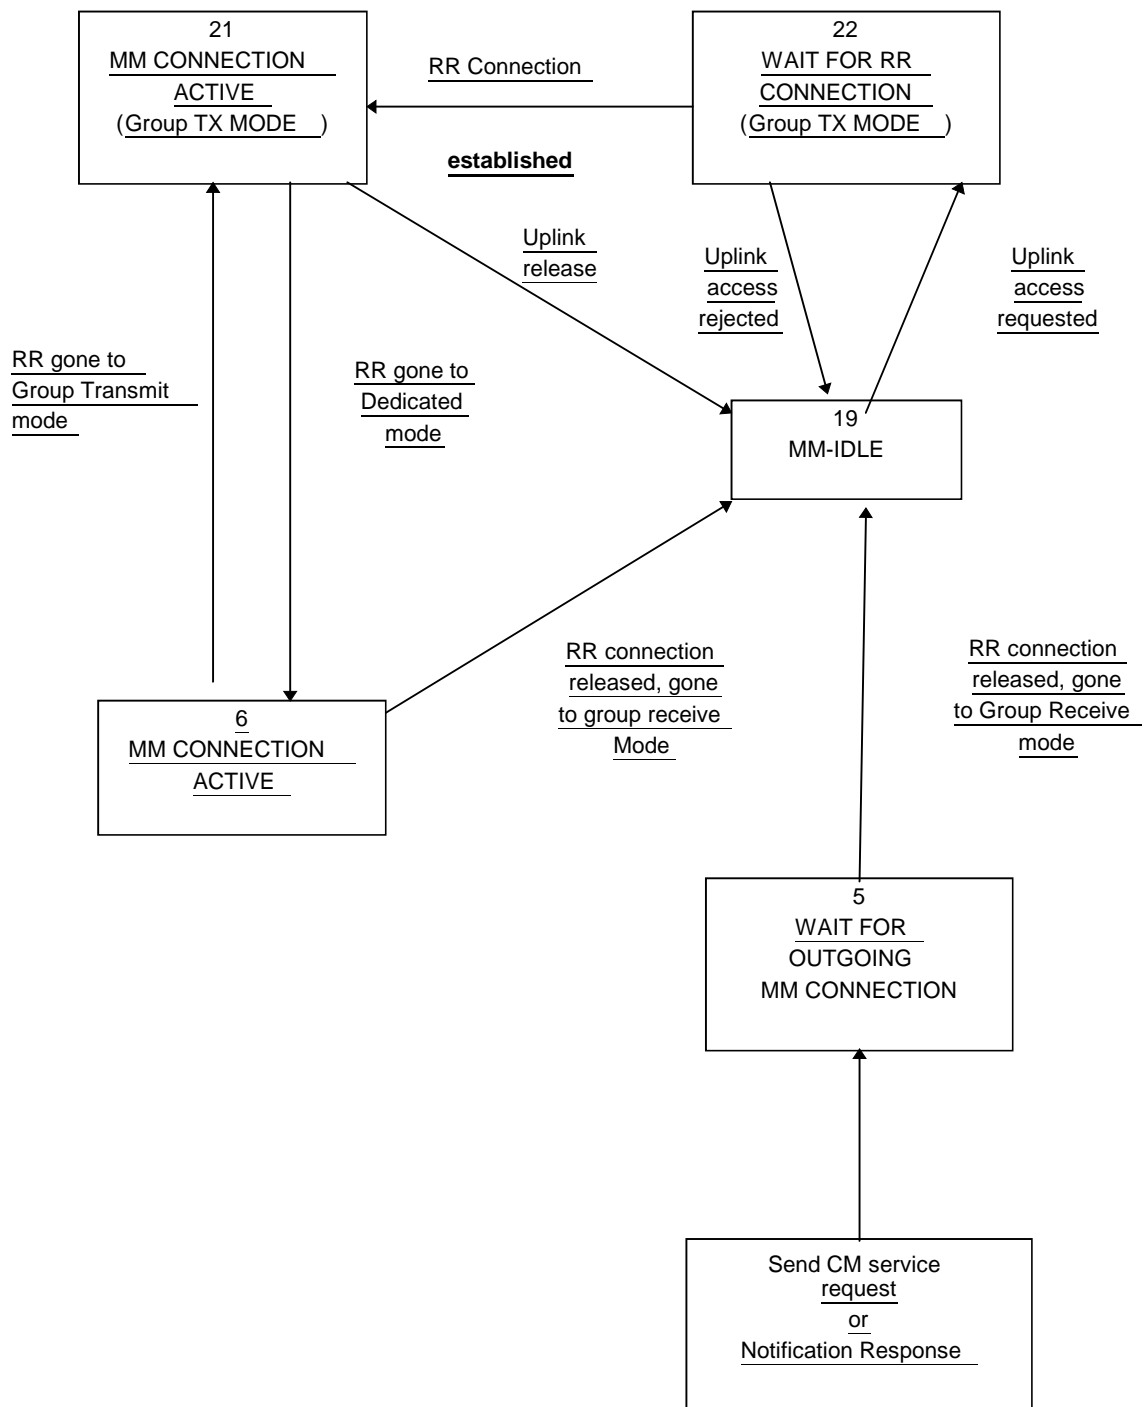 21
MM CONNECTION
ACTIVE
(Group TX MODE )
RR Connection
established
22
WAIT FOR RR
CONNECTION
(Group TX MODE )
Uplink
release
Uplink
access
rejected
Uplink
access
requested
RR gone to
Group Transmit
mode
RR gone to
Dedicated
mode
19
MM-IDLE
RR connection
released, gone
to group receive
Mode
RR connection
released, gone
to Group Receive
mode
6
MM CONNECTION
ACTIVE
5
WAIT FOR
OUTGOING
MM CONNECTION
Send CM service
request
or
Notification Response